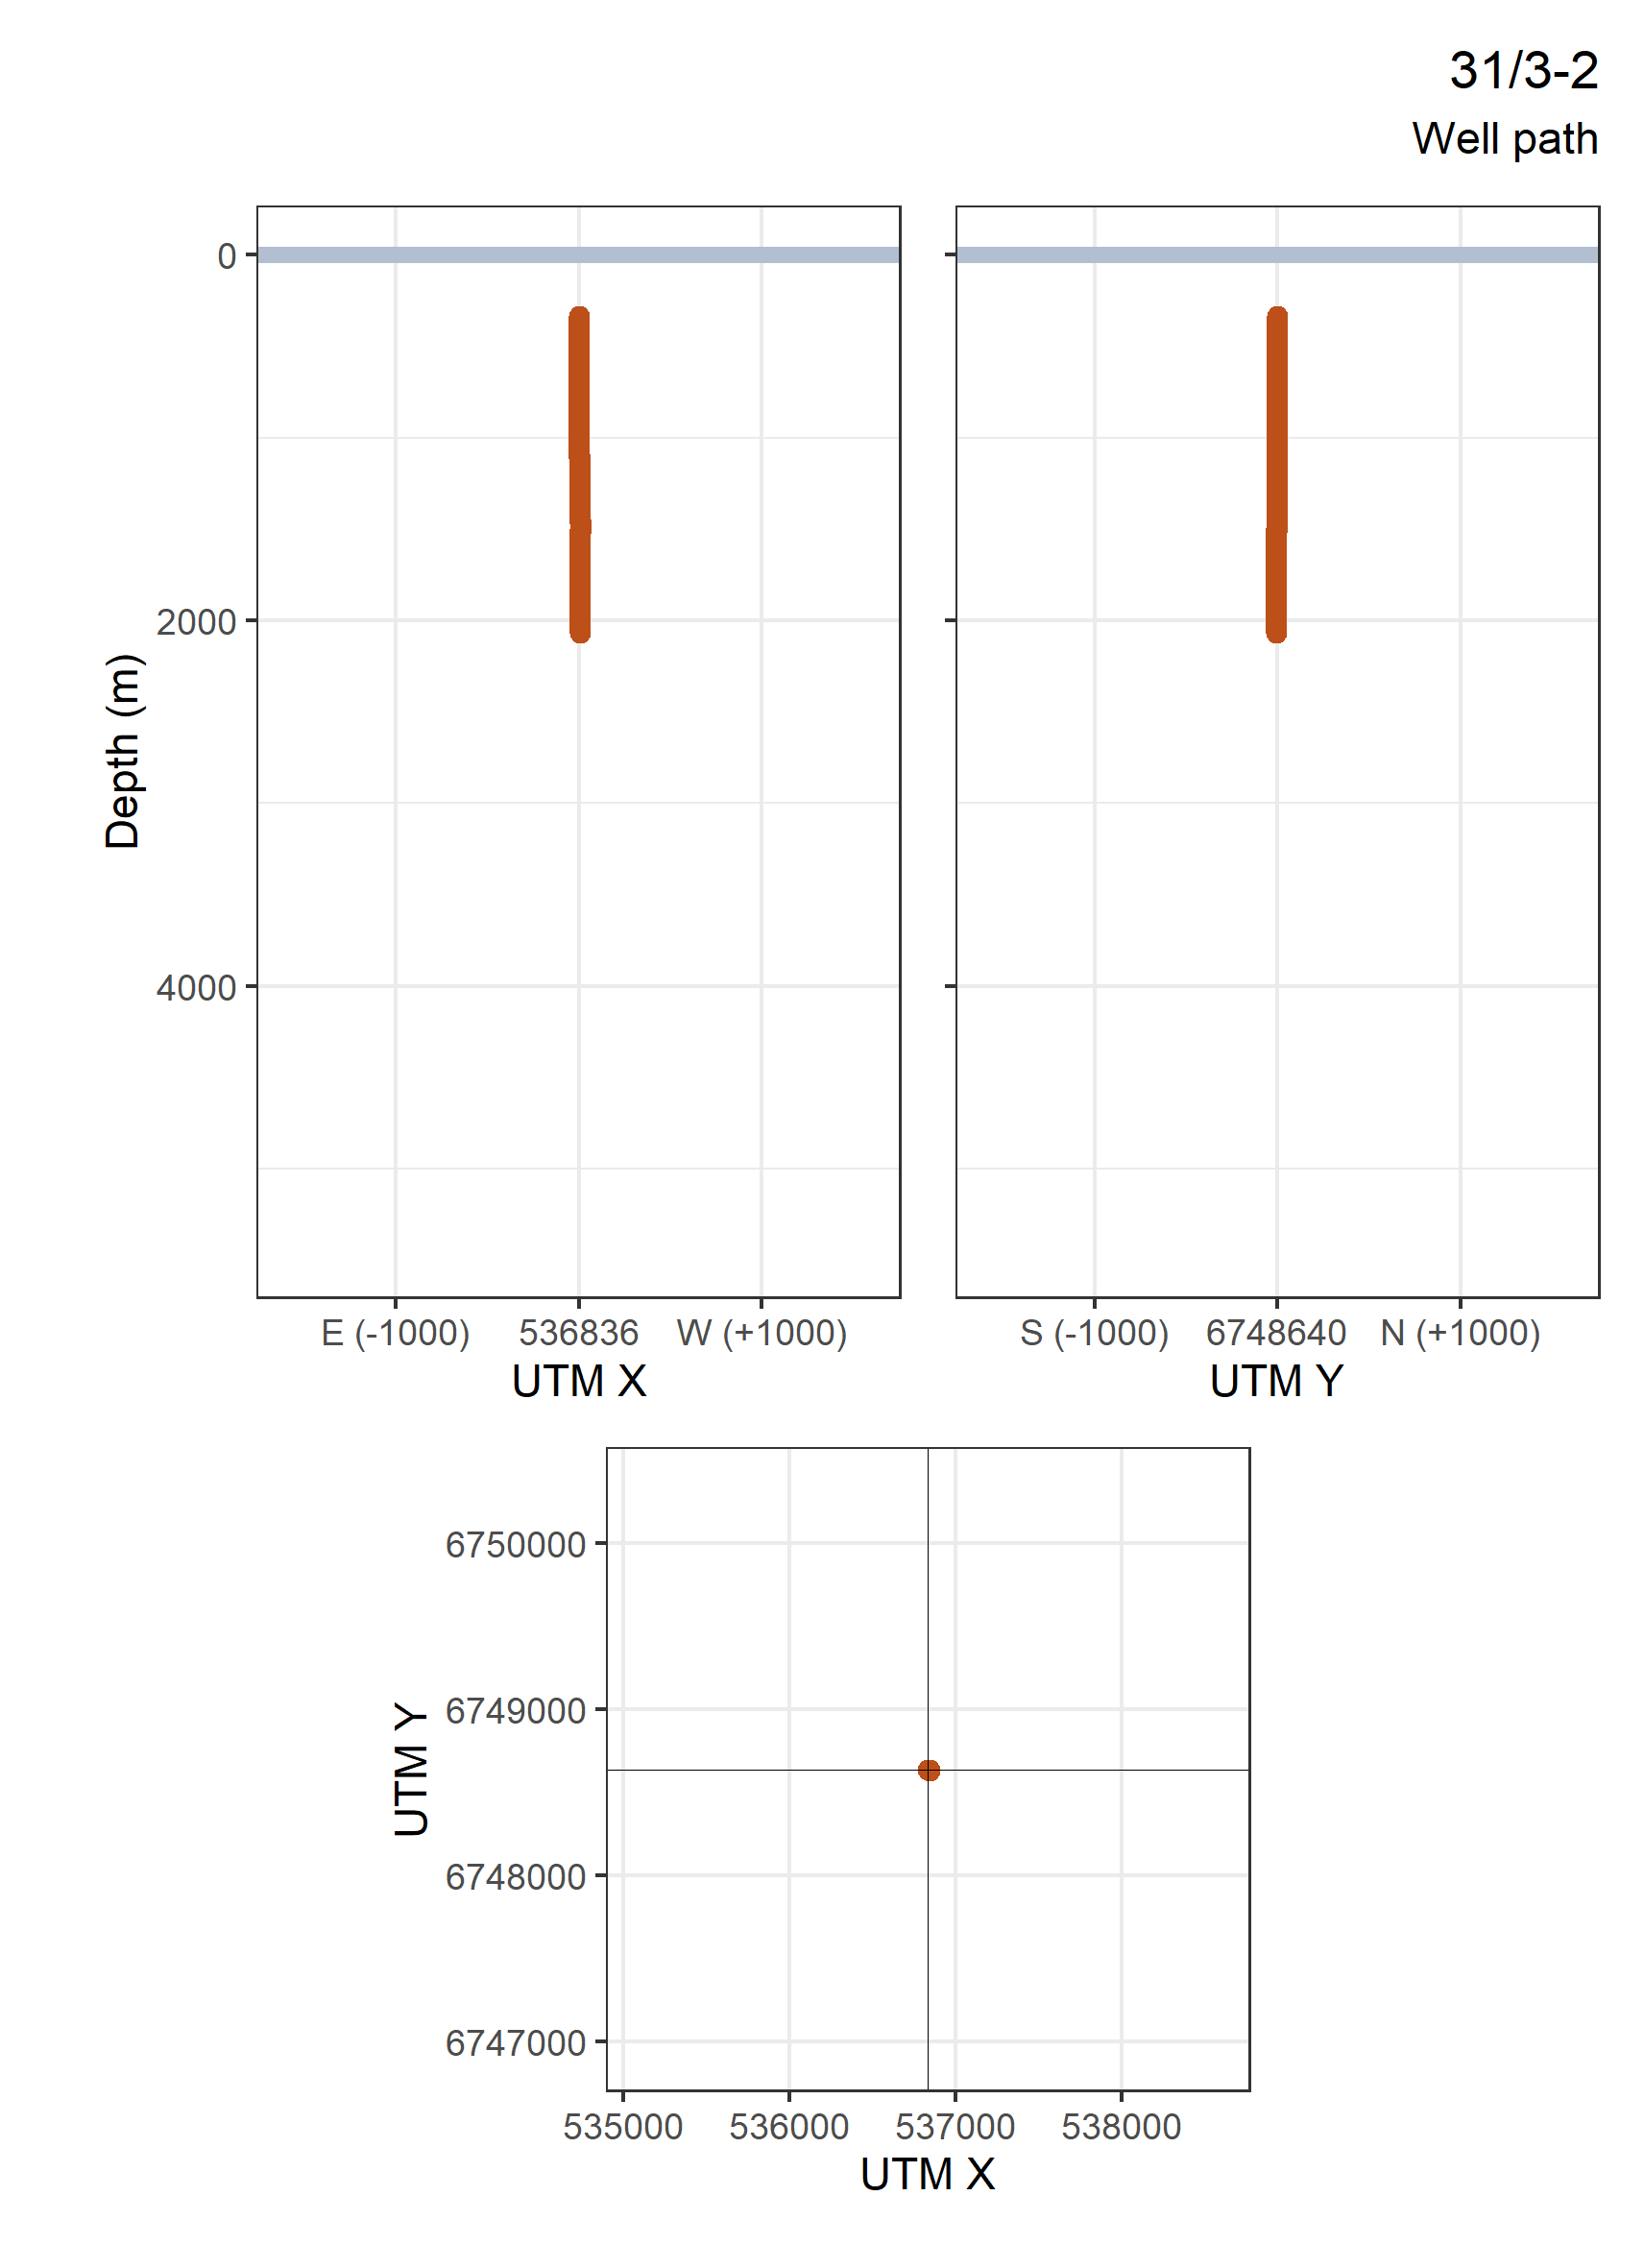 31/3-2
Well path
0
2000
4000
Depth (m)
E (-1000) 536836 W (+1000)
UTM X
S (-1000) 6748640 N (+1000)
UTM Y
6750000
6749000
6748000
6747000
UTM Y
535000 536000 537000 538000
UTM X